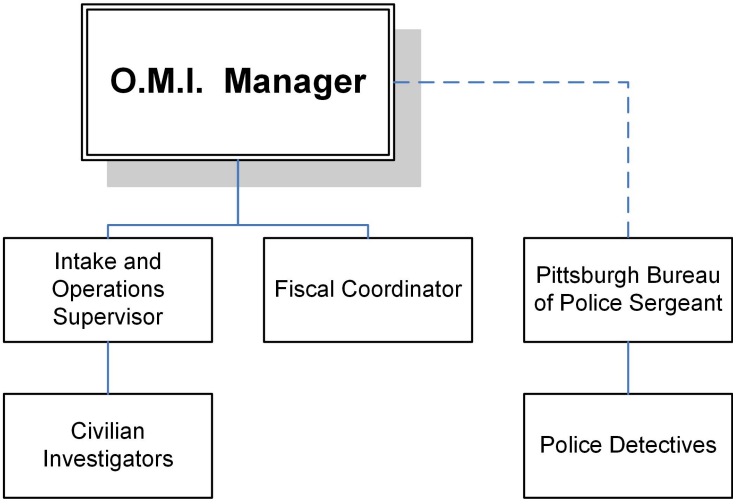 O.M.I.  Manager
Intake and
Operations
Supervisor
Fiscal Coordinator
Pittsburgh Bureau
of Police Sergeant
Civilian
Investigators
Police Detectives